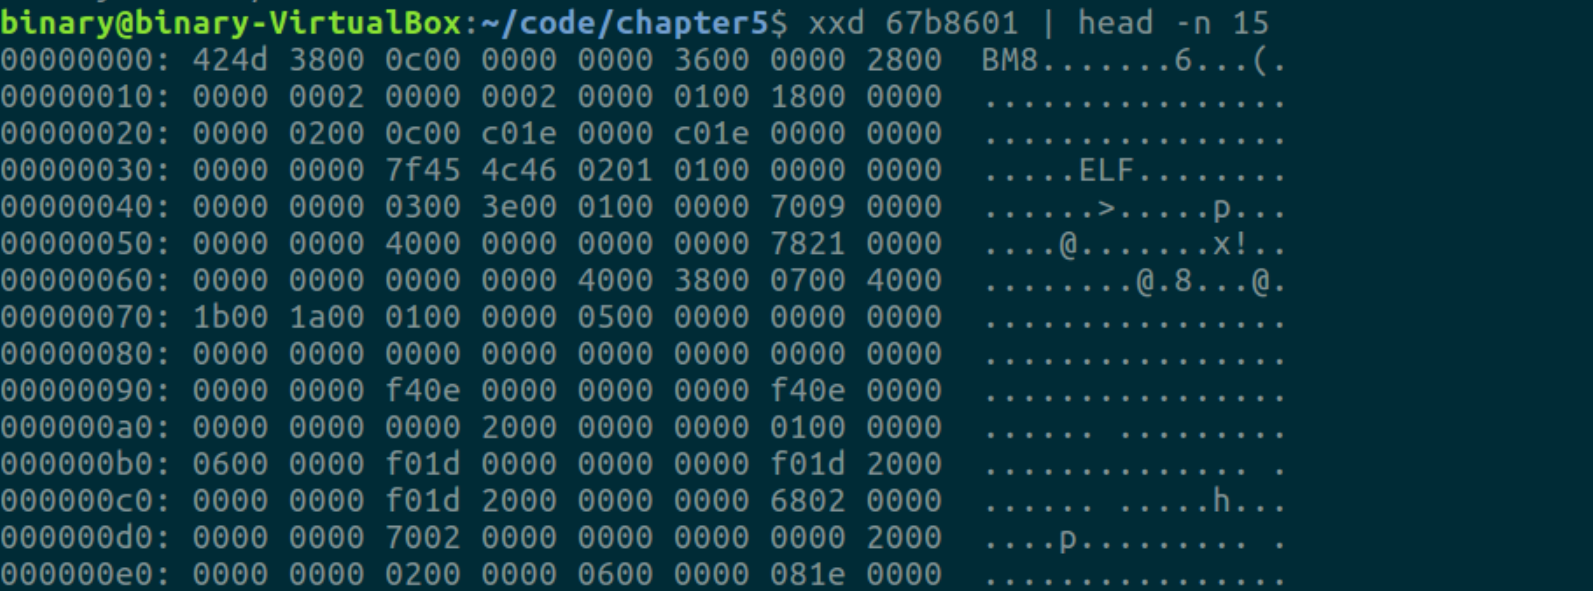 binary@binary-VirtualBox:~/code/chapter5$ xxd 67b8601 | head -n 15
00000000: 424d 3800 0c00 0000 0000 3600 0000 2800  BM8.......6...(.
00000010: 0000 0002 0000 0002 0000 0100 1800 0000  ................
00000020: 0000 0200 0c00 c01e 0000 c01e 0000 0000  ................
00000030: 0000 0000 7f45 4c46 0201 0100 0000 0000  .....ELF........
00000040: 0000 0000 0300 3e00 0100 0000 7009 0000  ......>.....p...
00000050: 0000 0000 4000 0000 0000 0000 7821 0000  ....@.......x!..
00000060: 0000 0000 0000 0000 4000 3800 0700 4000  ........@.8...@.
00000070: 1b00 1a00 0100 0000 0500 0000 0000 0000  ................
00000080: 0000 0000 0000 0000 0000 0000 0000 0000  ................
00000090: 0000 0000 f40e 0000 0000 0000 f40e 0000  ................
000000a0: 0000 0000 0000 2000 0000 0000 0100 0000  ...... .........
000000b0: 0600 0000 f01d 0000 0000 0000 f01d 2000  .............. .
000000c0: 0000 0000 f01d 2000 0000 0000 6802 0000  ...... .....h...
000000d0: 0000 0000 7002 0000 0000 0000 0000 2000  ....p......... .
000000e0: 0000 0000 0200 0000 0600 0000 081e 0000  ................